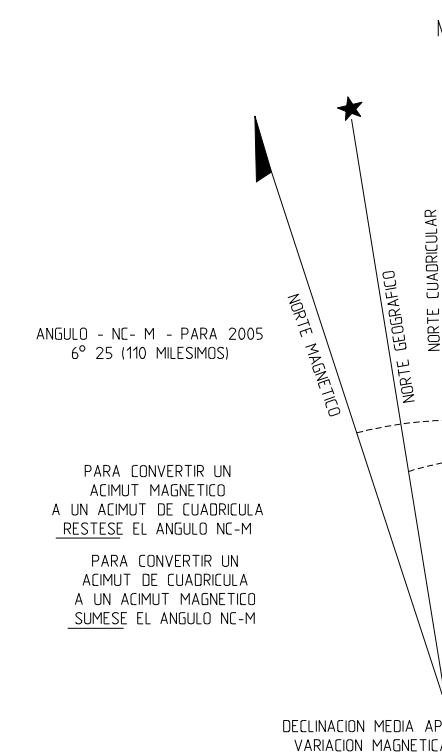 NORTE CUADRICULAR
NORTE GEOGRAFICO
NORTE MAGNETICO
ANGULO - NC- M - PARA 2005
6° 25 (110 MILESIMOS)
PARA CONVERTIR UN
ACIMUT MAGNETICO
A UN ACIMUT DE CUADRICULA
RESTESE EL ANGULO NC-M
PARA CONVERTIR UN
ACIMUT DE CUADRICULA
A UN ACIMUT MAGNETICO
SUMESE EL ANGULO NC-M
DECLINACION MEDIA AP
VARIACION MAGNETICA